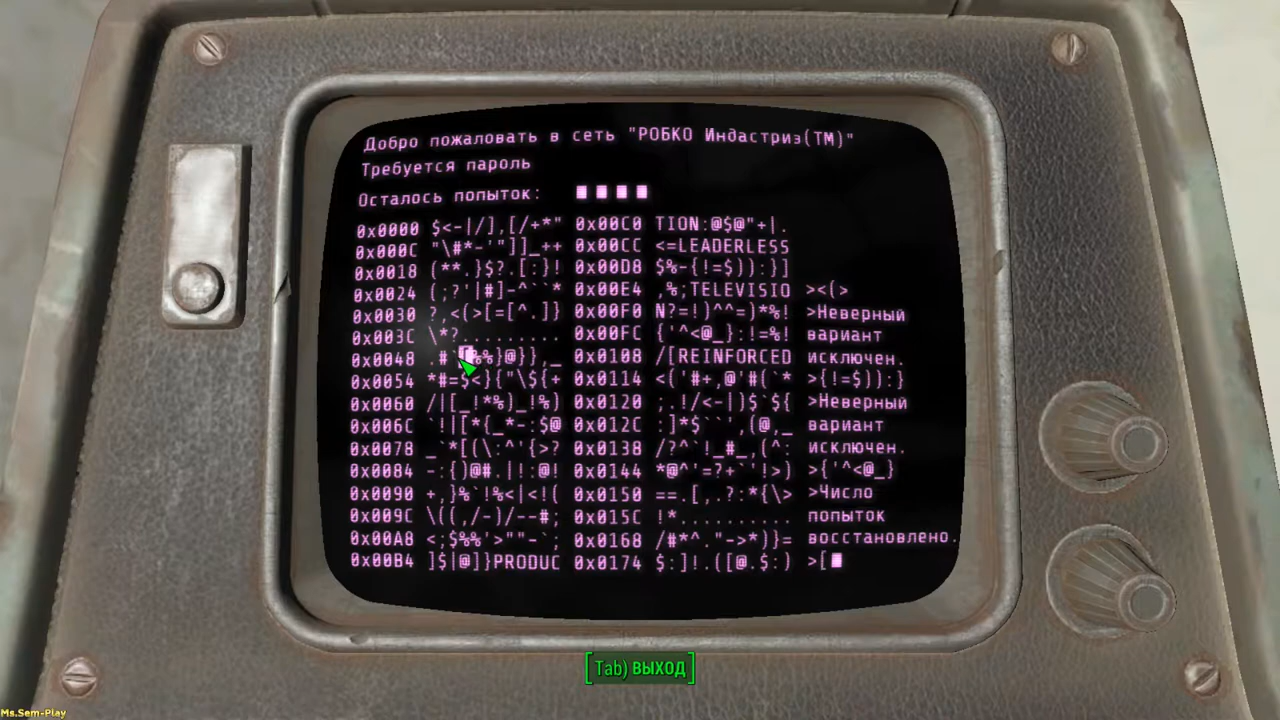 Добро пожаловать в сеть "РОБКО Индастриз(ТМ)"
Требуется пароль
Осталось попыток: ■ ■ ■ ■
0x0000 $<-|/],[/+*" 0x00C0 TION:@$@"+|.
0x000C "\#*-'"]]_++ 0x00CC <=LEADERLESS
0x0018 (**.}$?.[:}! 0x00D8 $%-{!=$)):}]
0x0024 (;?'|#]-^``* 0x00E4 ,%;TELEVISIO ><(>
0x0030 ?,<(>[=[^.]} 0x00F0 N?=!)^^=)*%! >Неверный
0x003C \*?......... 0x00FC {'^<@_}:!=%! вариант
0x0048 .#`[%%}@}},_ 0x0108 /[REINFORCED исключен.
0x0054 *#=$<}{"\${+ 0x0114 <('#+,@'#(`* >{!=$)):}
0x0060 /|[_!*%)_!%) 0x0120 ;.!/<-|)$`${ >Неверный
0x006C `!|[*{_*-:$@ 0x012C :]*$``',(@,_ вариант
0x0078 _`*[(\:^'{>? 0x0138 /?^`!_#_,(^: исключен.
0x0084 -:{)@#.|!:@! 0x0144 *@^'=?+``'!>) >{'^<@_}
0x0090 +,}%`!%<|<!( 0x0150 ==.[,.?:*{\> >Число
0x009C \((,/-)/--#; 0x015C !*.......... попыток
0x00A8 <;$%%'>""-`; 0x0168 /#*^."->*)}= восстановлено.
0x00B4 ]$|@]}PRODUC 0x0174 $:]!.([@.$:) >[■
[Tab) ВЫХОД]
Ms.Sem-Play